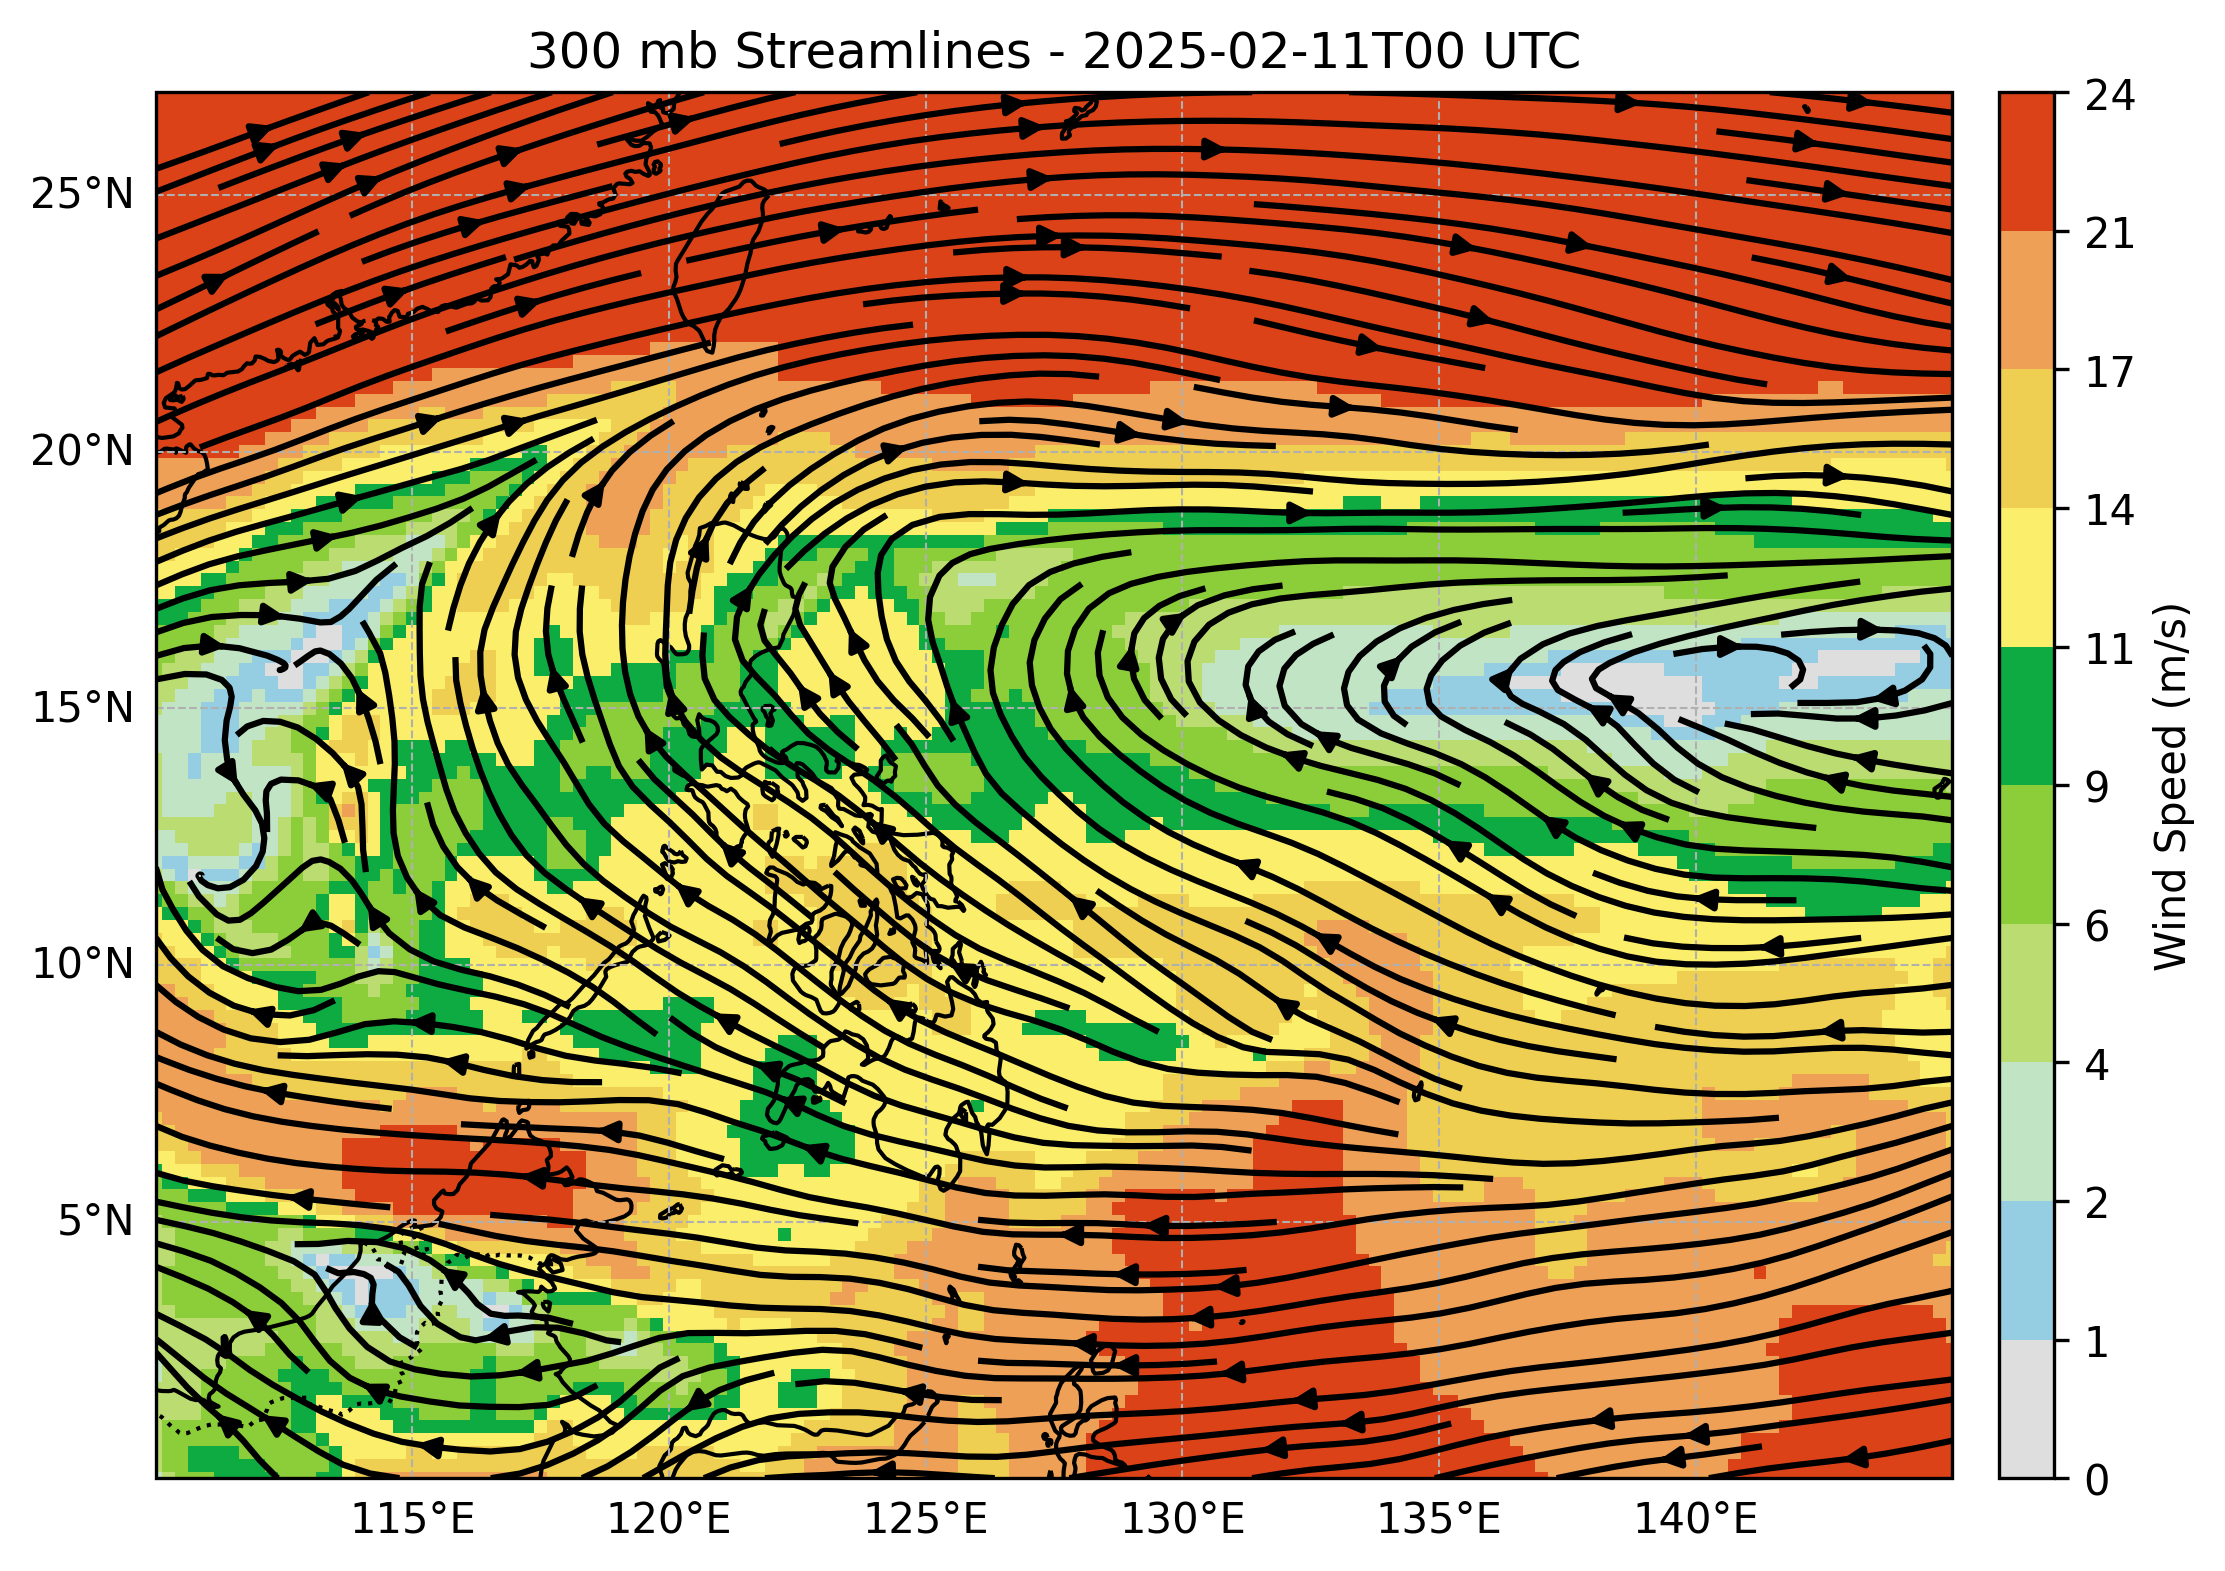 300 mb Streamlines - 2025-02-11T00 UTC
25°N
20°N
15°N
10°N
5°N
115°E
120°E
125°E
130°E
135°E
140°E
24
21
17
14
11
9
6
4
2
1
0
Wind Speed (m/s)